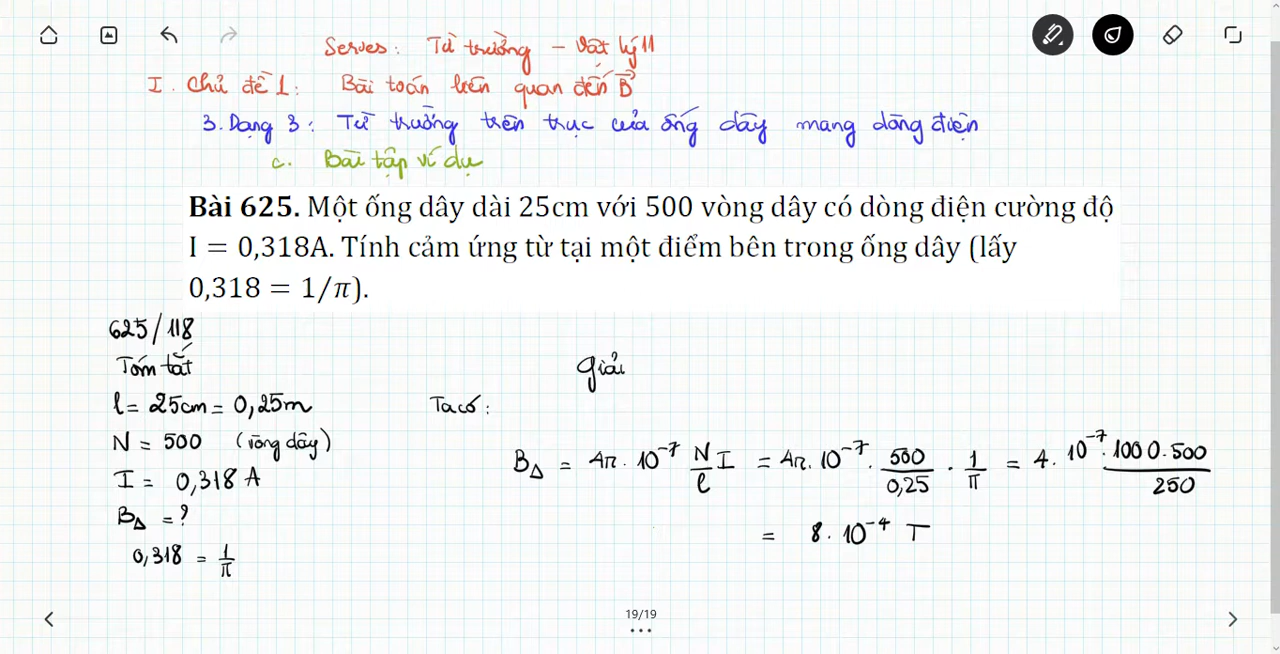 Serves: Từ trường - Vật lý 11
I. Chủ đề 1: Bài toán liên quan đến B⃗
3. Dạng 3: Từ trường trên trục của ống dây mang dòng điện
c. Bài tập ví dụ
Bài 625. Một ống dây dài 25cm với 500 vòng dây có dòng điện cường độ
I = 0,318A. Tính cảm ứng từ tại một điểm bên trong ống dây (lấy
0,318 = 1/π).
625/118
Tóm tắt
l = 25cm = 0,25m
N = 500 (vòng dây)
I = 0,318 A
B_Δ = ?
0,318 = 1/π
Giải
Ta có:
B_Δ = 4π.10⁻⁷ N/l I = 4π.10⁻⁷ . 500/0,25 . 1/π = 4.10⁻⁷.1000.500/250
= 8.10⁻⁴ T
19/19